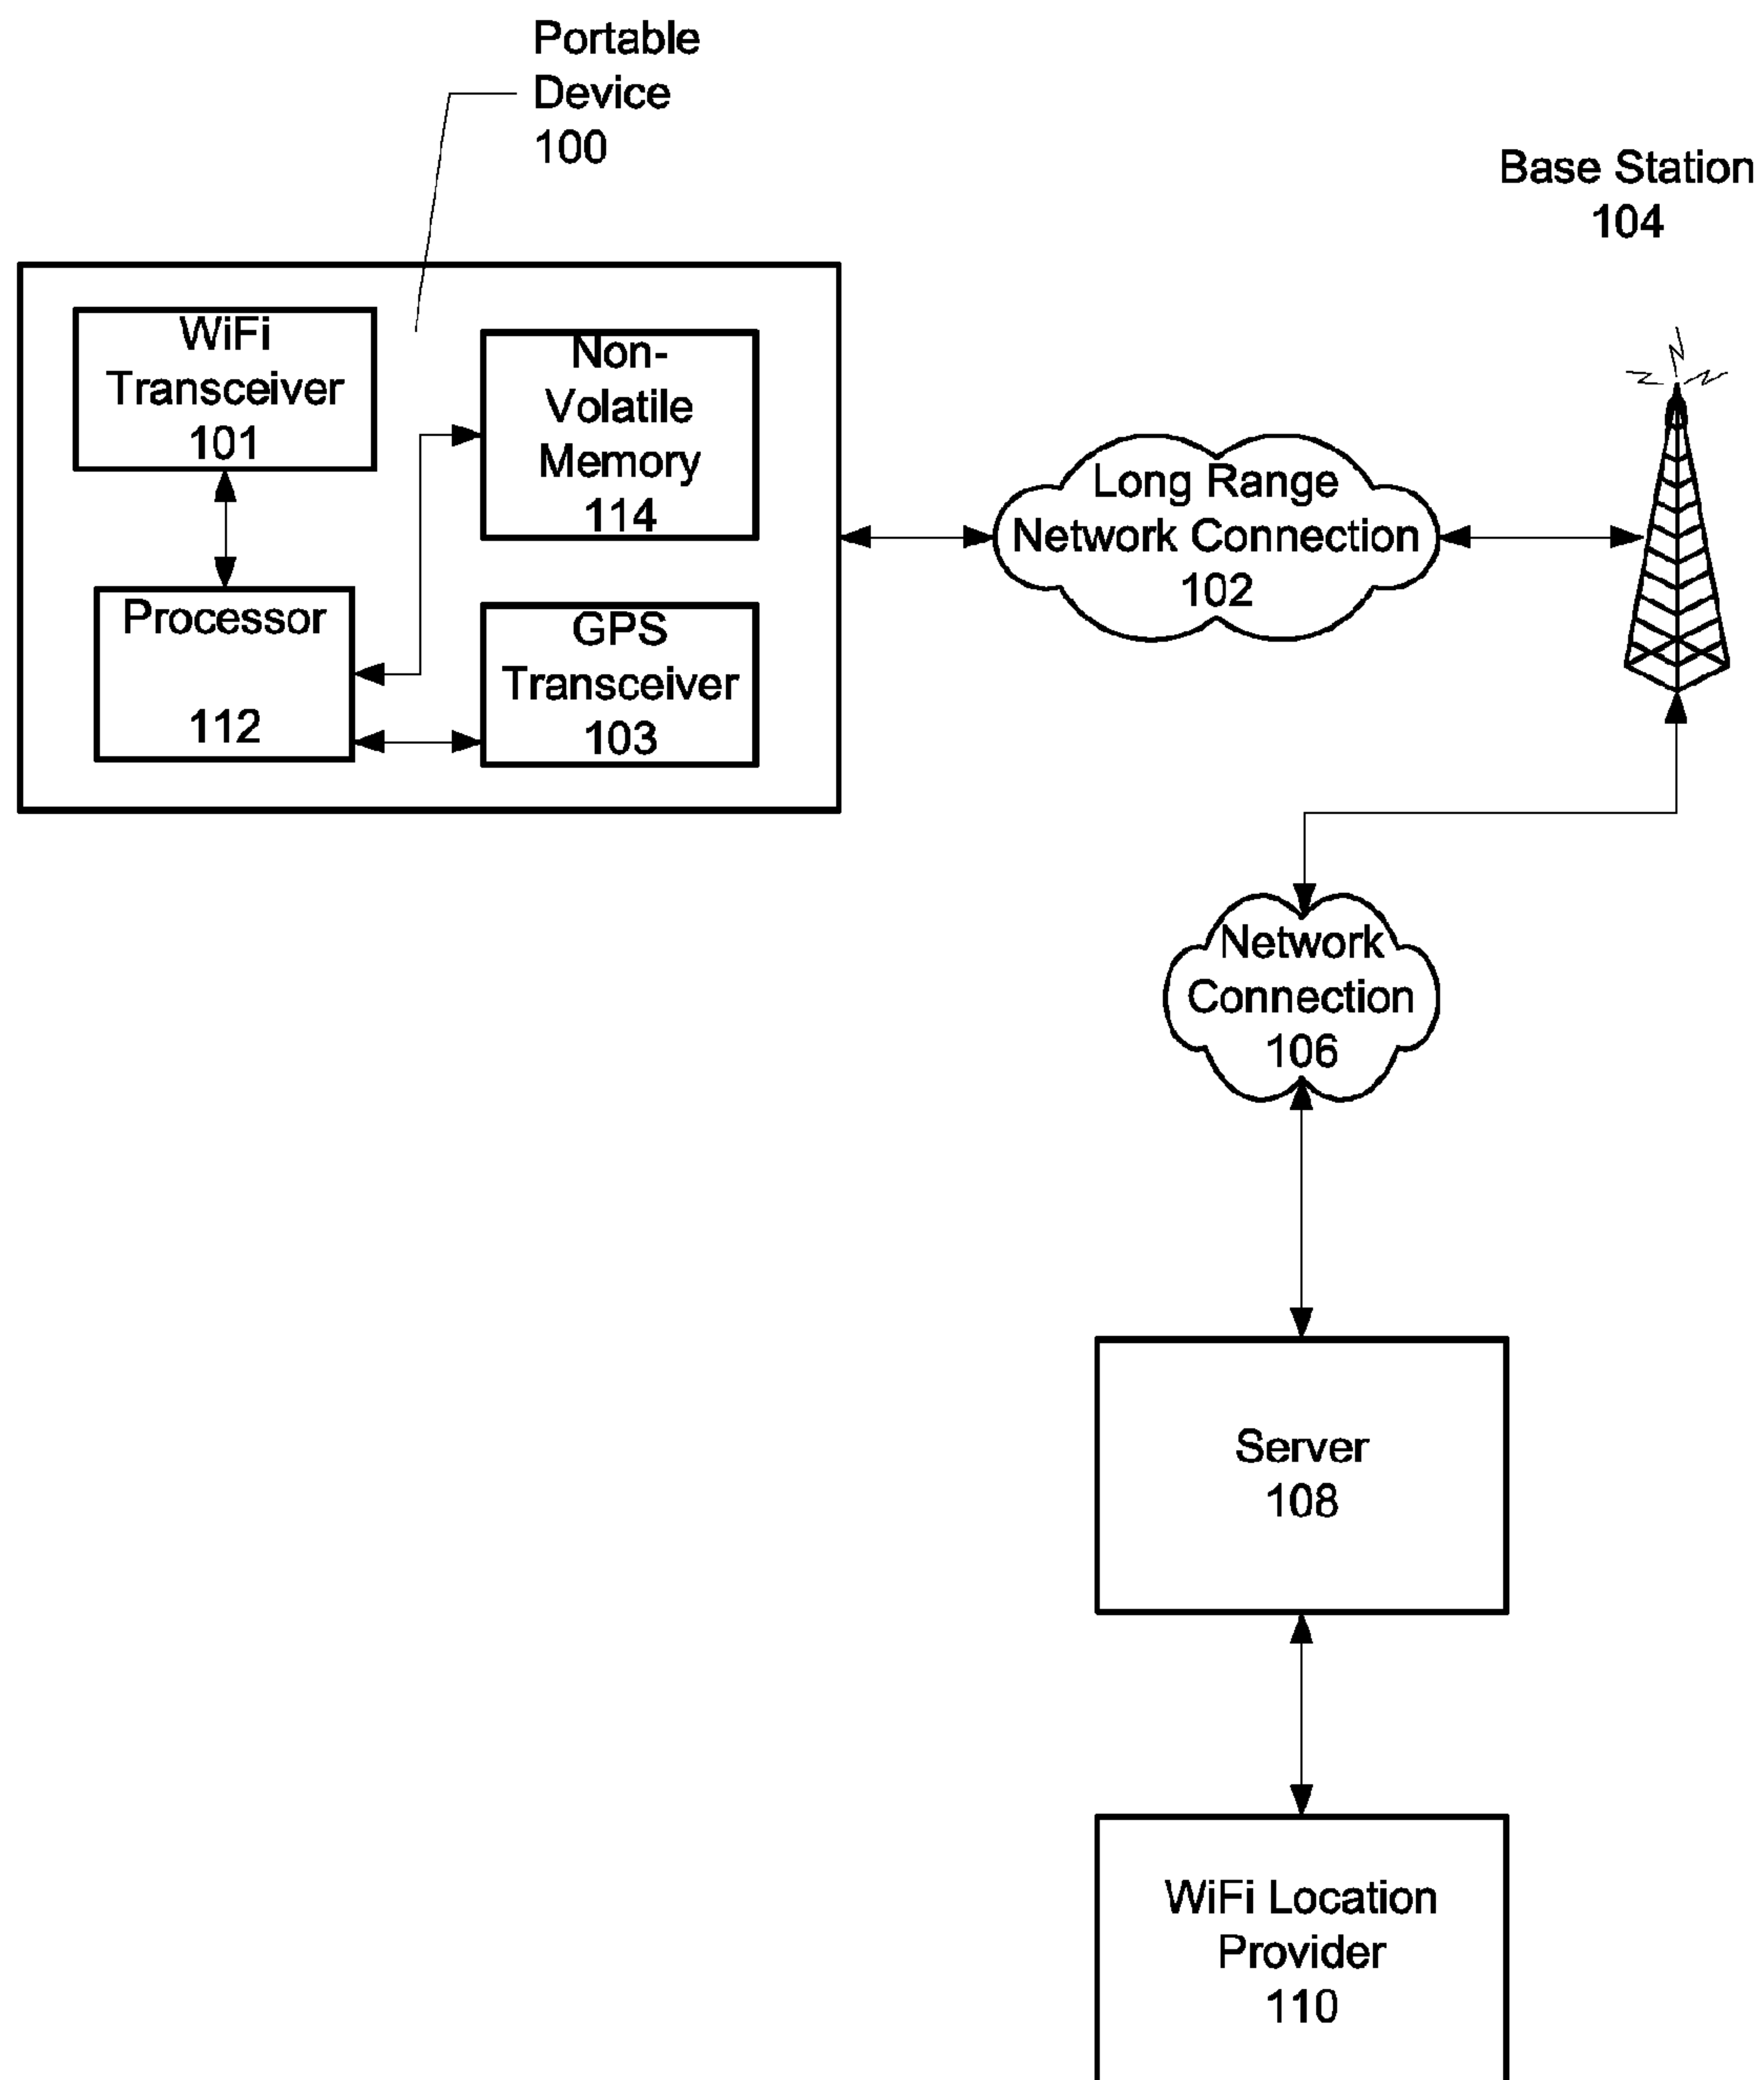 Portable
Device
100
Base Station
104
WiFi
Transceiver
101
Non-
Volatile
Memory
114
Processor
112
GPS
Transceiver
103
Long Range
Network Connection
102
Network
Connection
106
Server
108
WiFi Location
Provider
110